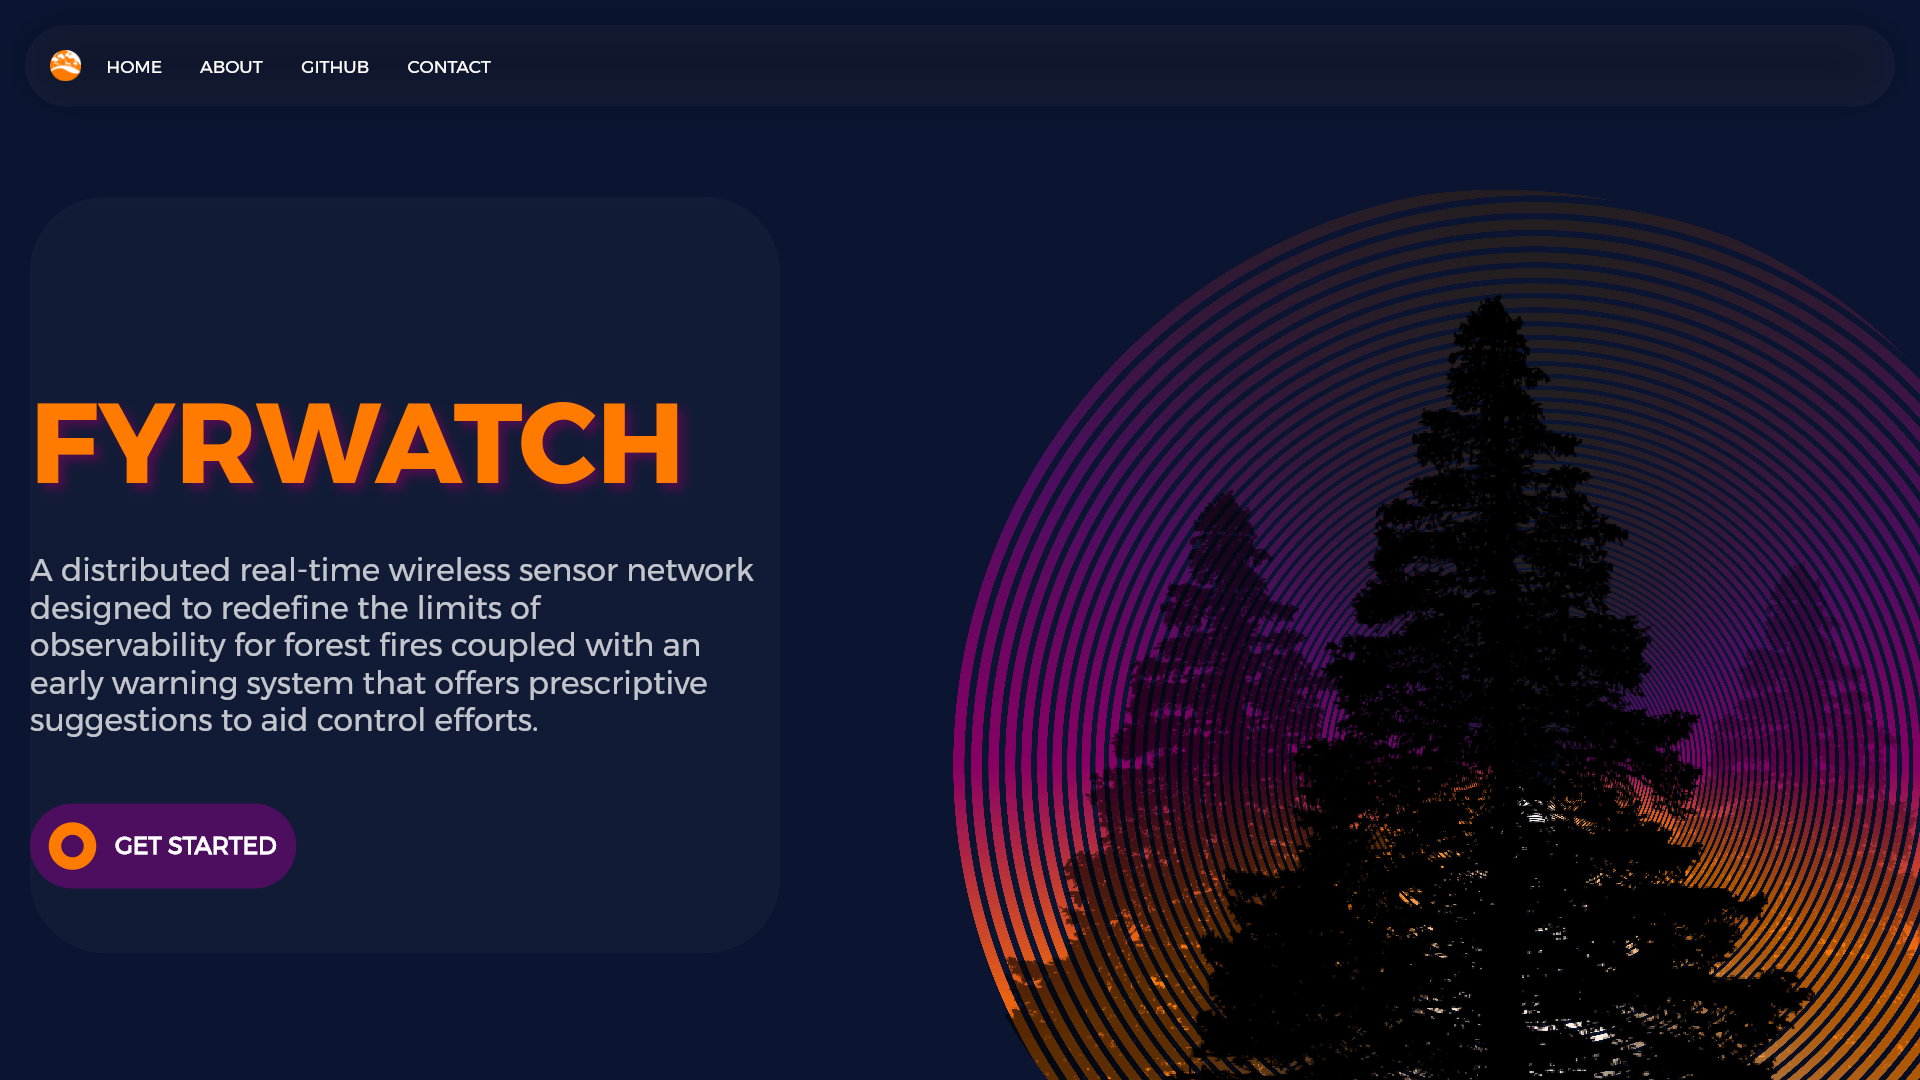 HOME ABOUT GITHUB CONTACT
FYRWATCH
A distributed real-time wireless sensor network
designed to redefine the limits of
observability for forest fires coupled with an
early warning system that offers prescriptive
suggestions to aid control efforts.
GET STARTED